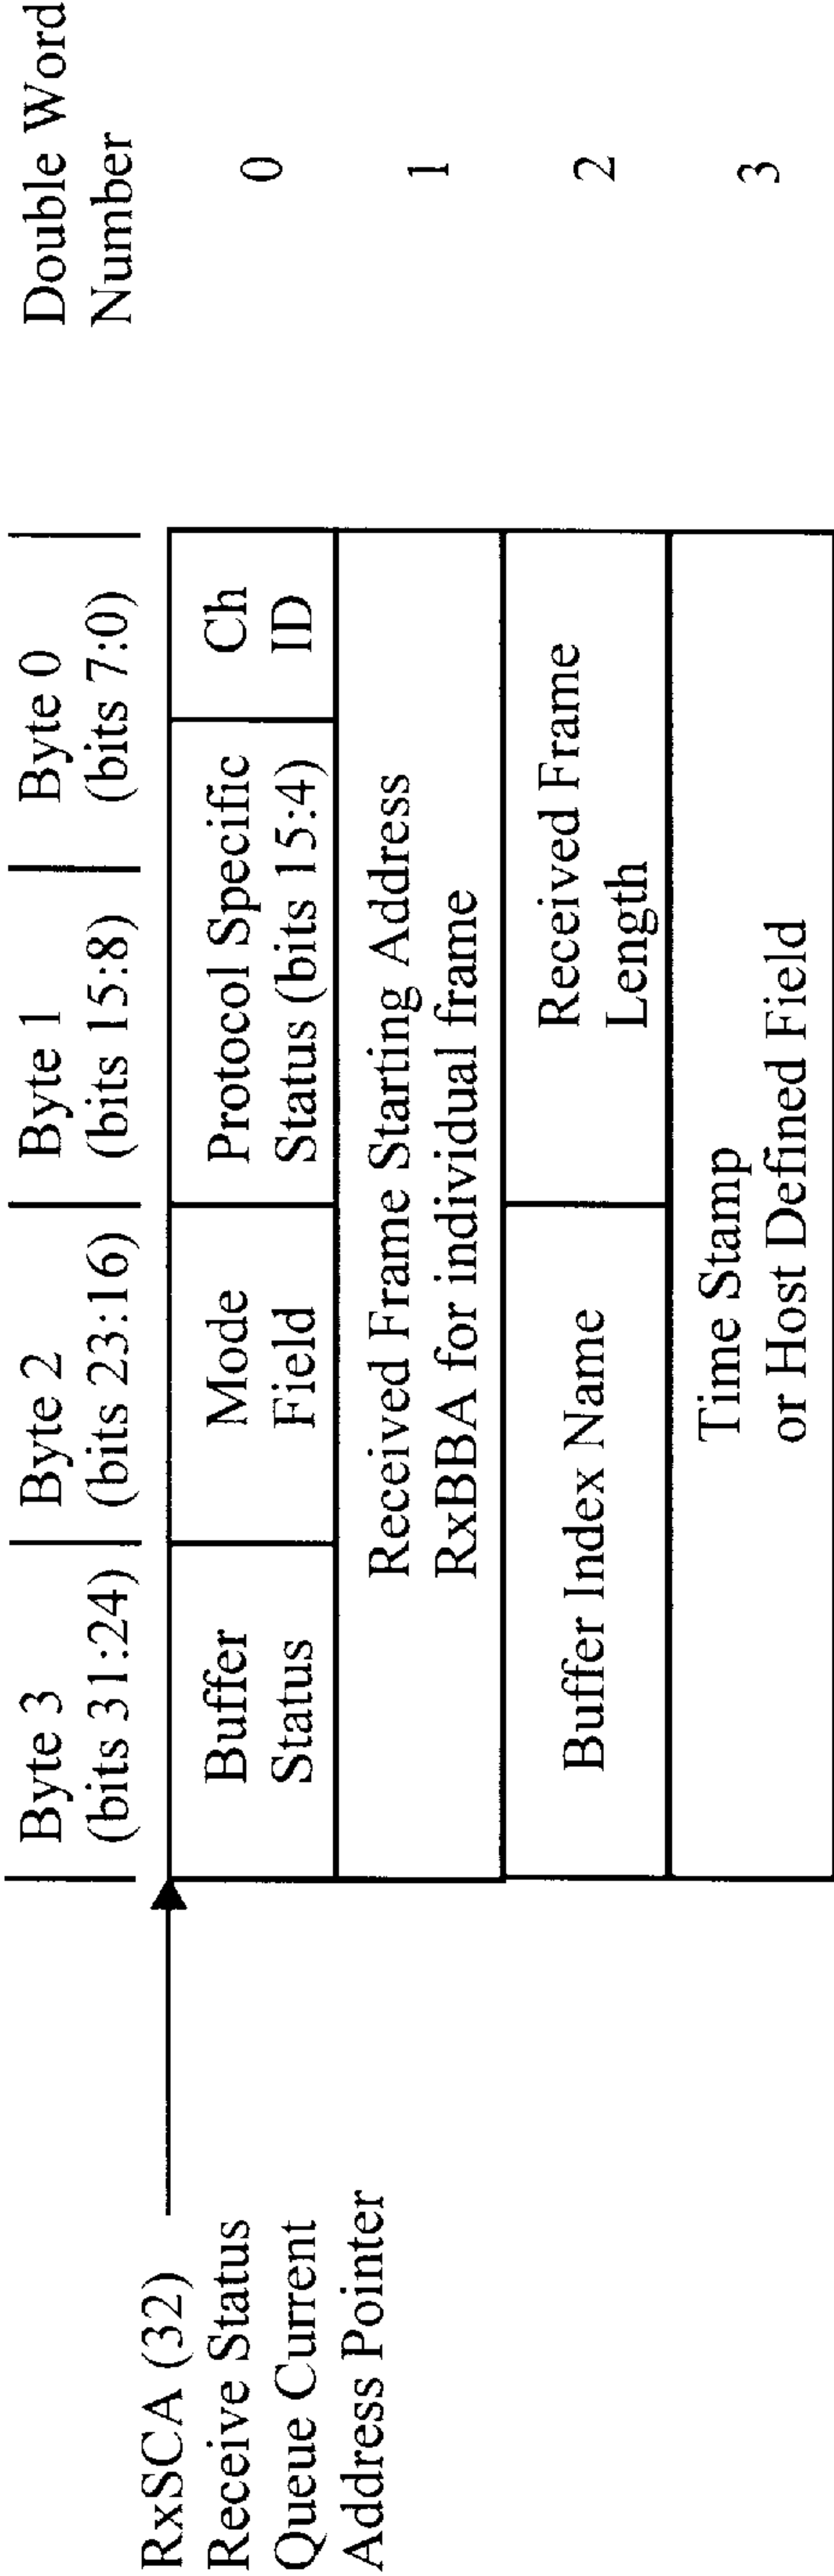 Byte 3
(bits 31:24)
Byte 2
(bits 23:16)
Byte 1
(bits 15:8)
Byte 0
(bits 7:0)
Double Word
Number
RxSCA (32)
Receive Status
Queue Current
Address Pointer
Buffer
Status
Mode
Field
Protocol Specific
Status (bits 15:4)
Ch
ID
0
Received Frame Starting Address
RxBBA for individual frame
1
Buffer Index Name
Received Frame
Length
2
Time Stamp
or Host Defined Field
3